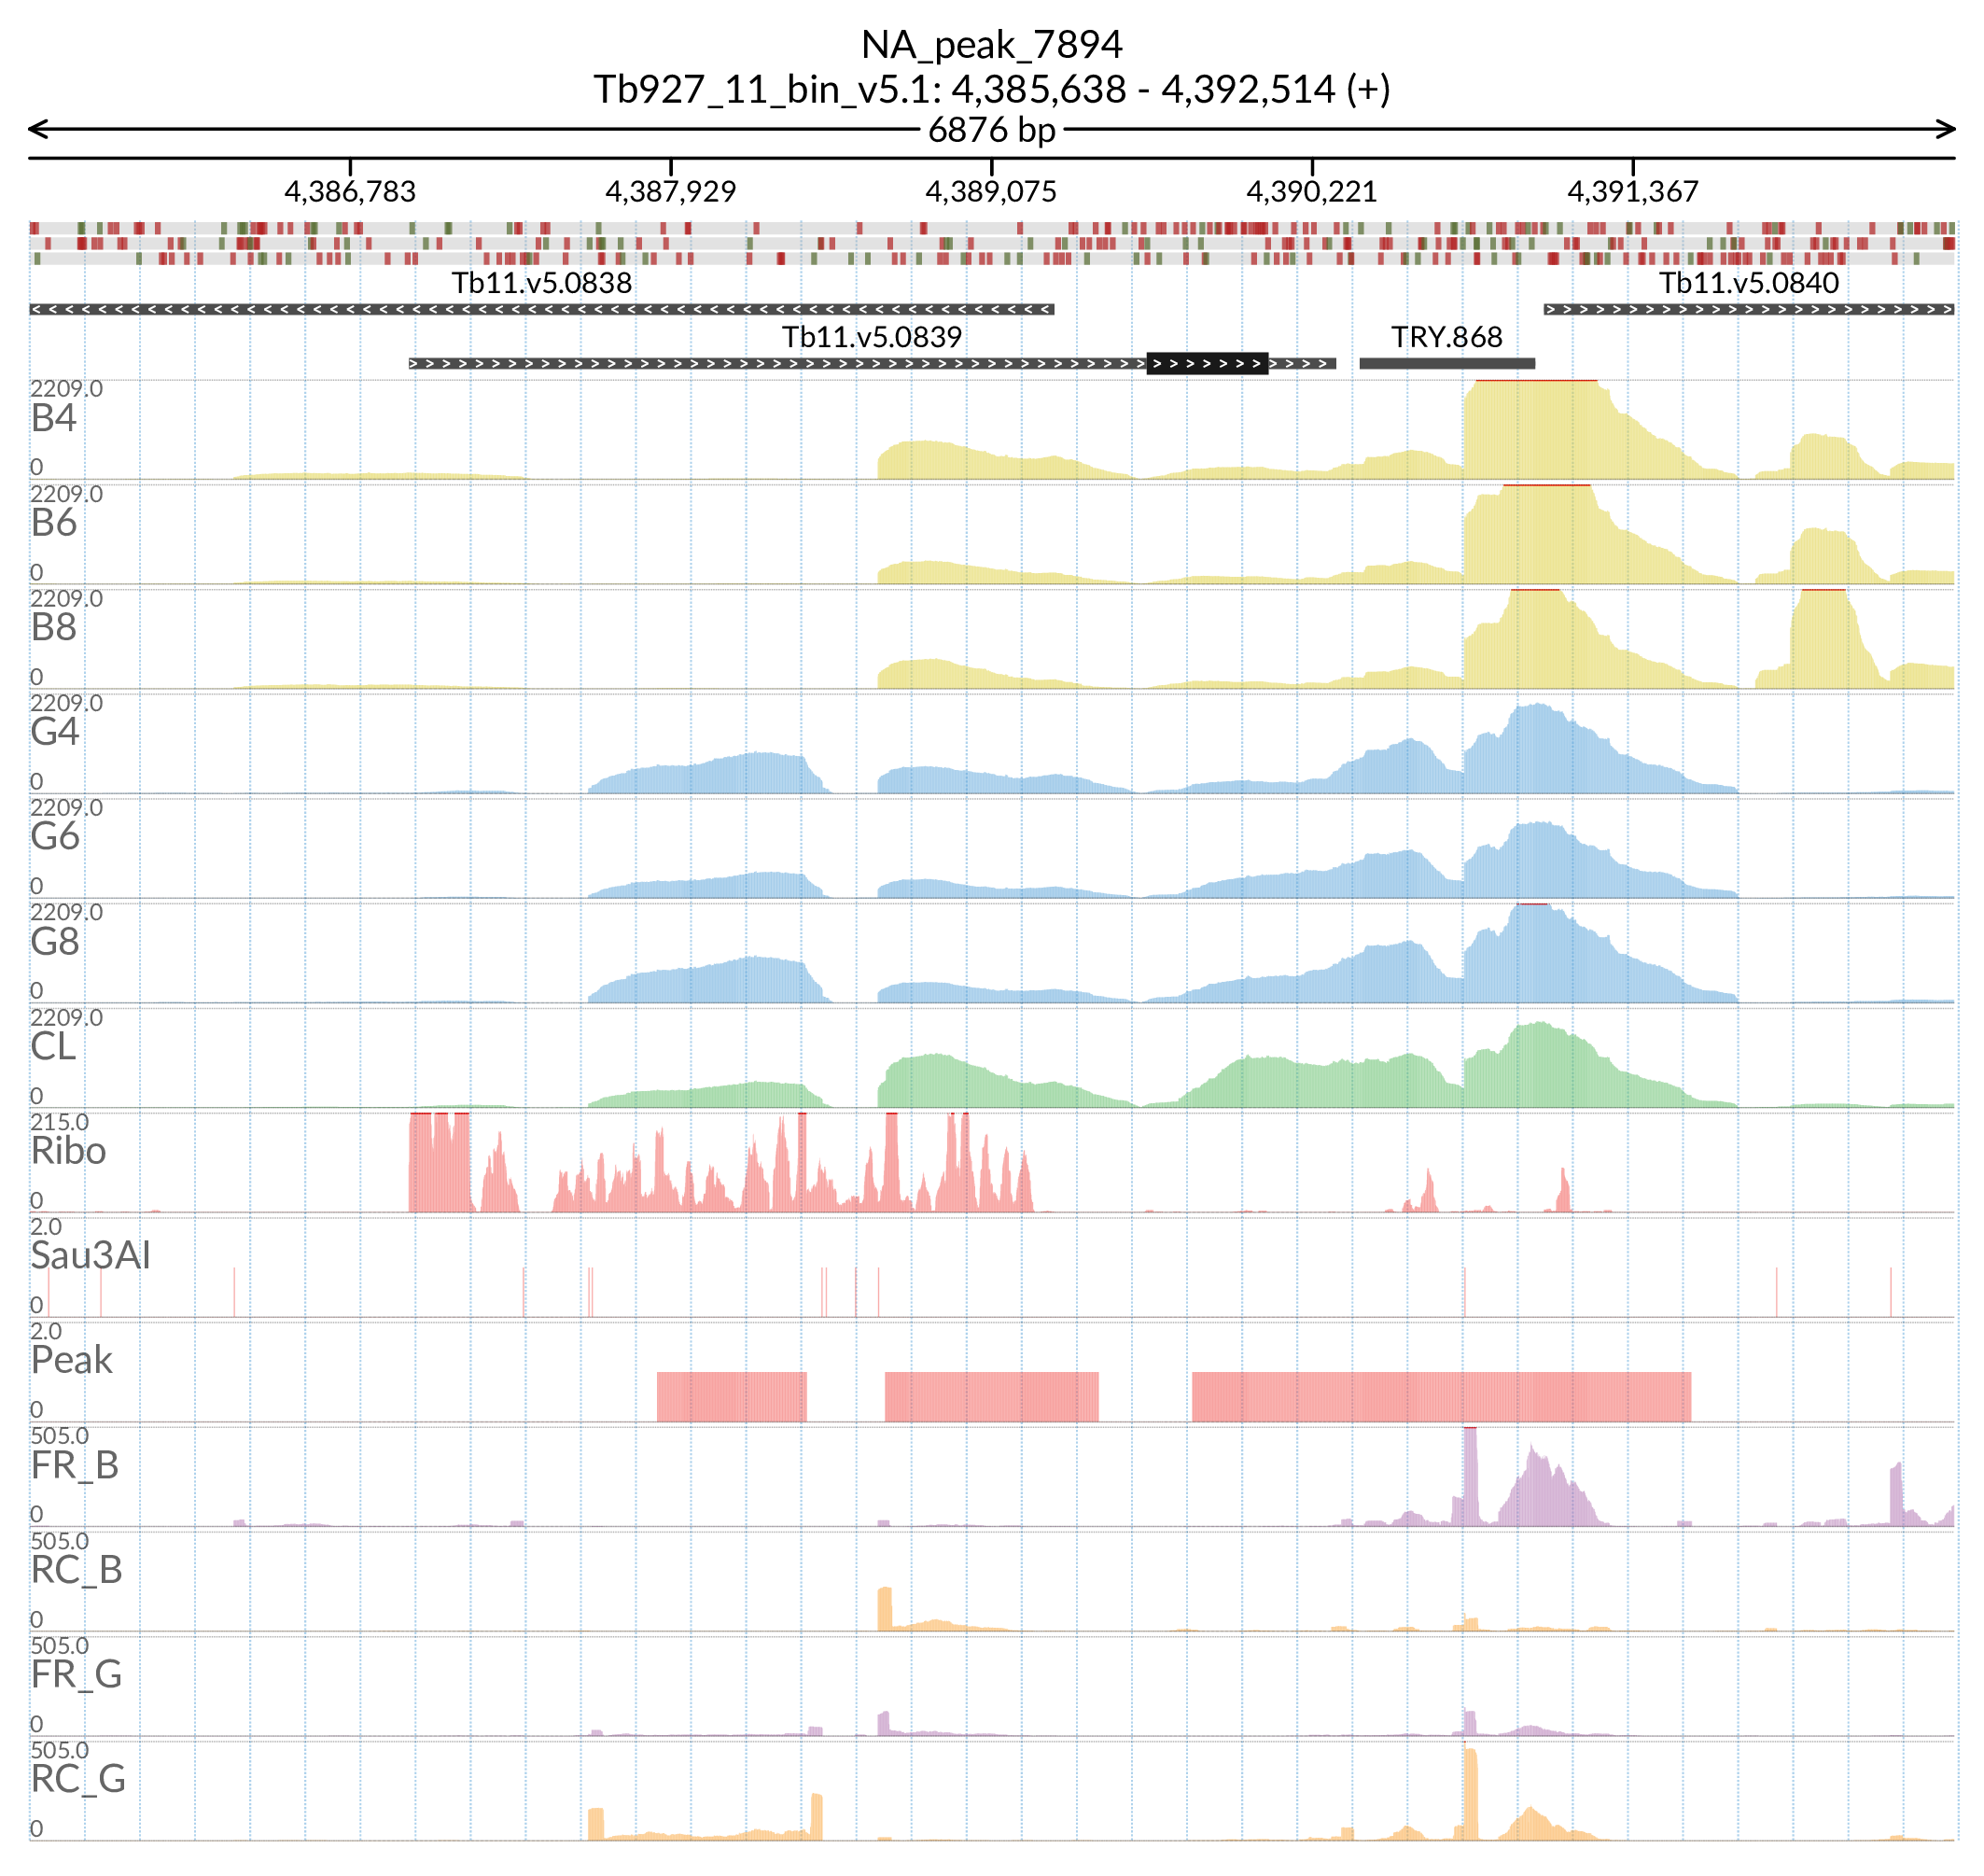 NA_peak_7894
Tb927_11_bin_v5.1: 4,385,638 - 4,392,514 (+)
6876 bp
4,386,783 4,387,929 4,389,075 4,390,221 4,391,367
Tb11.v5.0838 Tb11.v5.0840
Tb11.v5.0839 TRY.868
2209.0
B4
0
2209.0
B6
0
2209.0
B8
0
2209.0
G4
0
2209.0
G6
0
2209.0
G8
0
2209.0
CL
0
215.0
Ribo
0
2.0
Sau3AI
0
2.0
Peak
0
505.0
FR_B
0
505.0
RC_B
0
505.0
FR_G
0
505.0
RC_G
0